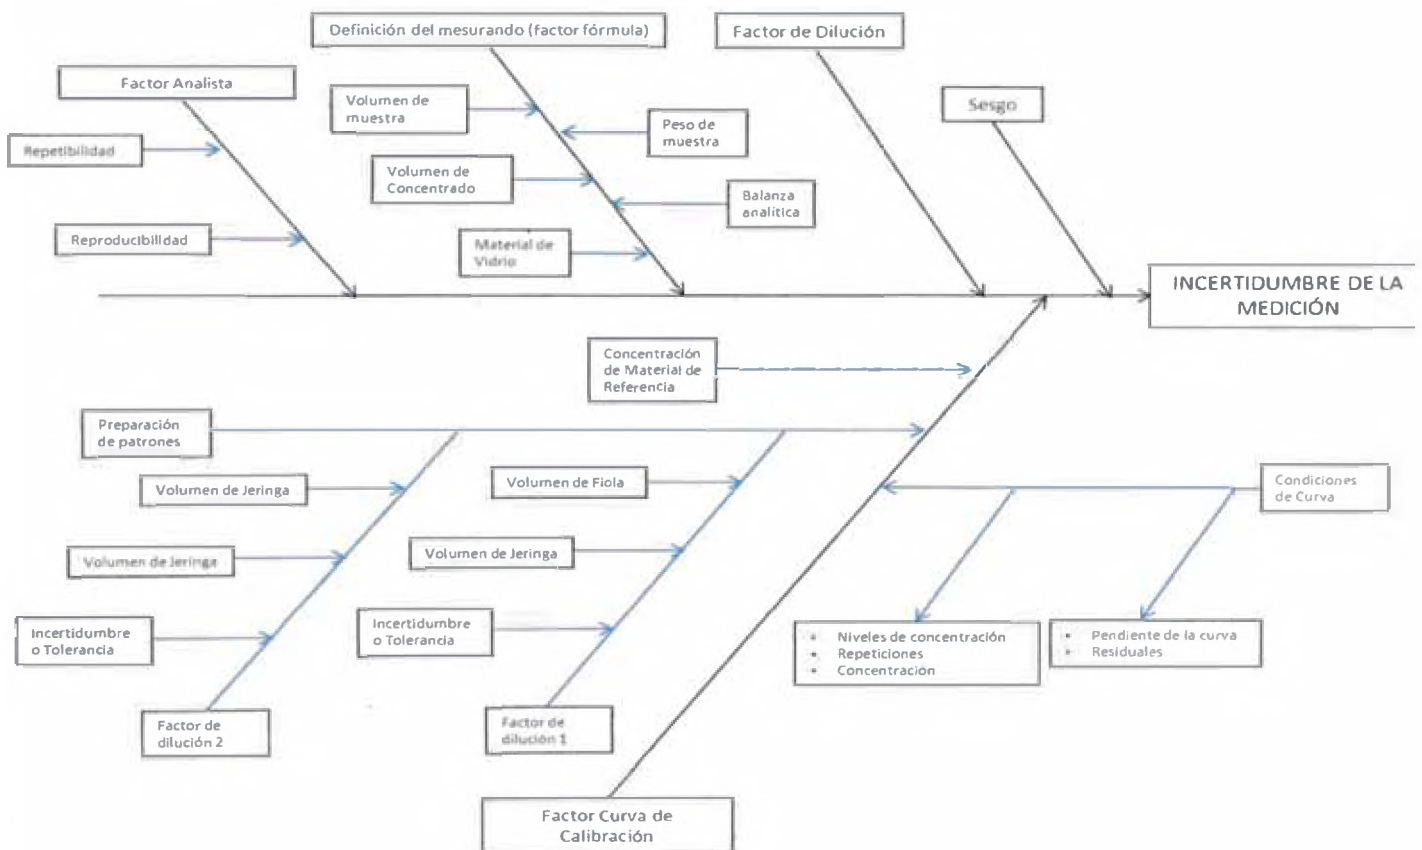 Definición del mesurando (factor fórmula)
Factor de Dilución
Factor Analista
Sesgo
Volumen de
muestra
Peso de
muestra
Repetibilidad
Volumen de
Concentrado
Balanza
analítica
Reproducibilidad
Material de
Vidrio
INCERTIDUMBRE DE LA
MEDICIÓN
Concentración
de Material de
Referencia
Preparación
de patrones
Volumen de Jeringa
Volumen de Fiola
Condiciones
de Curva
Volumen de Jeringa
Volumen de Jeringa
Incertidumbre
o Tolerancia
Incertidumbre
o Tolerancia
• Niveles de concentración
• Repeticiones
• Concentración
• Pendiente de la curva
• Residuales
Factor de
dilución 2
Factor de
dilución 1
Factor Curva de
Calibración